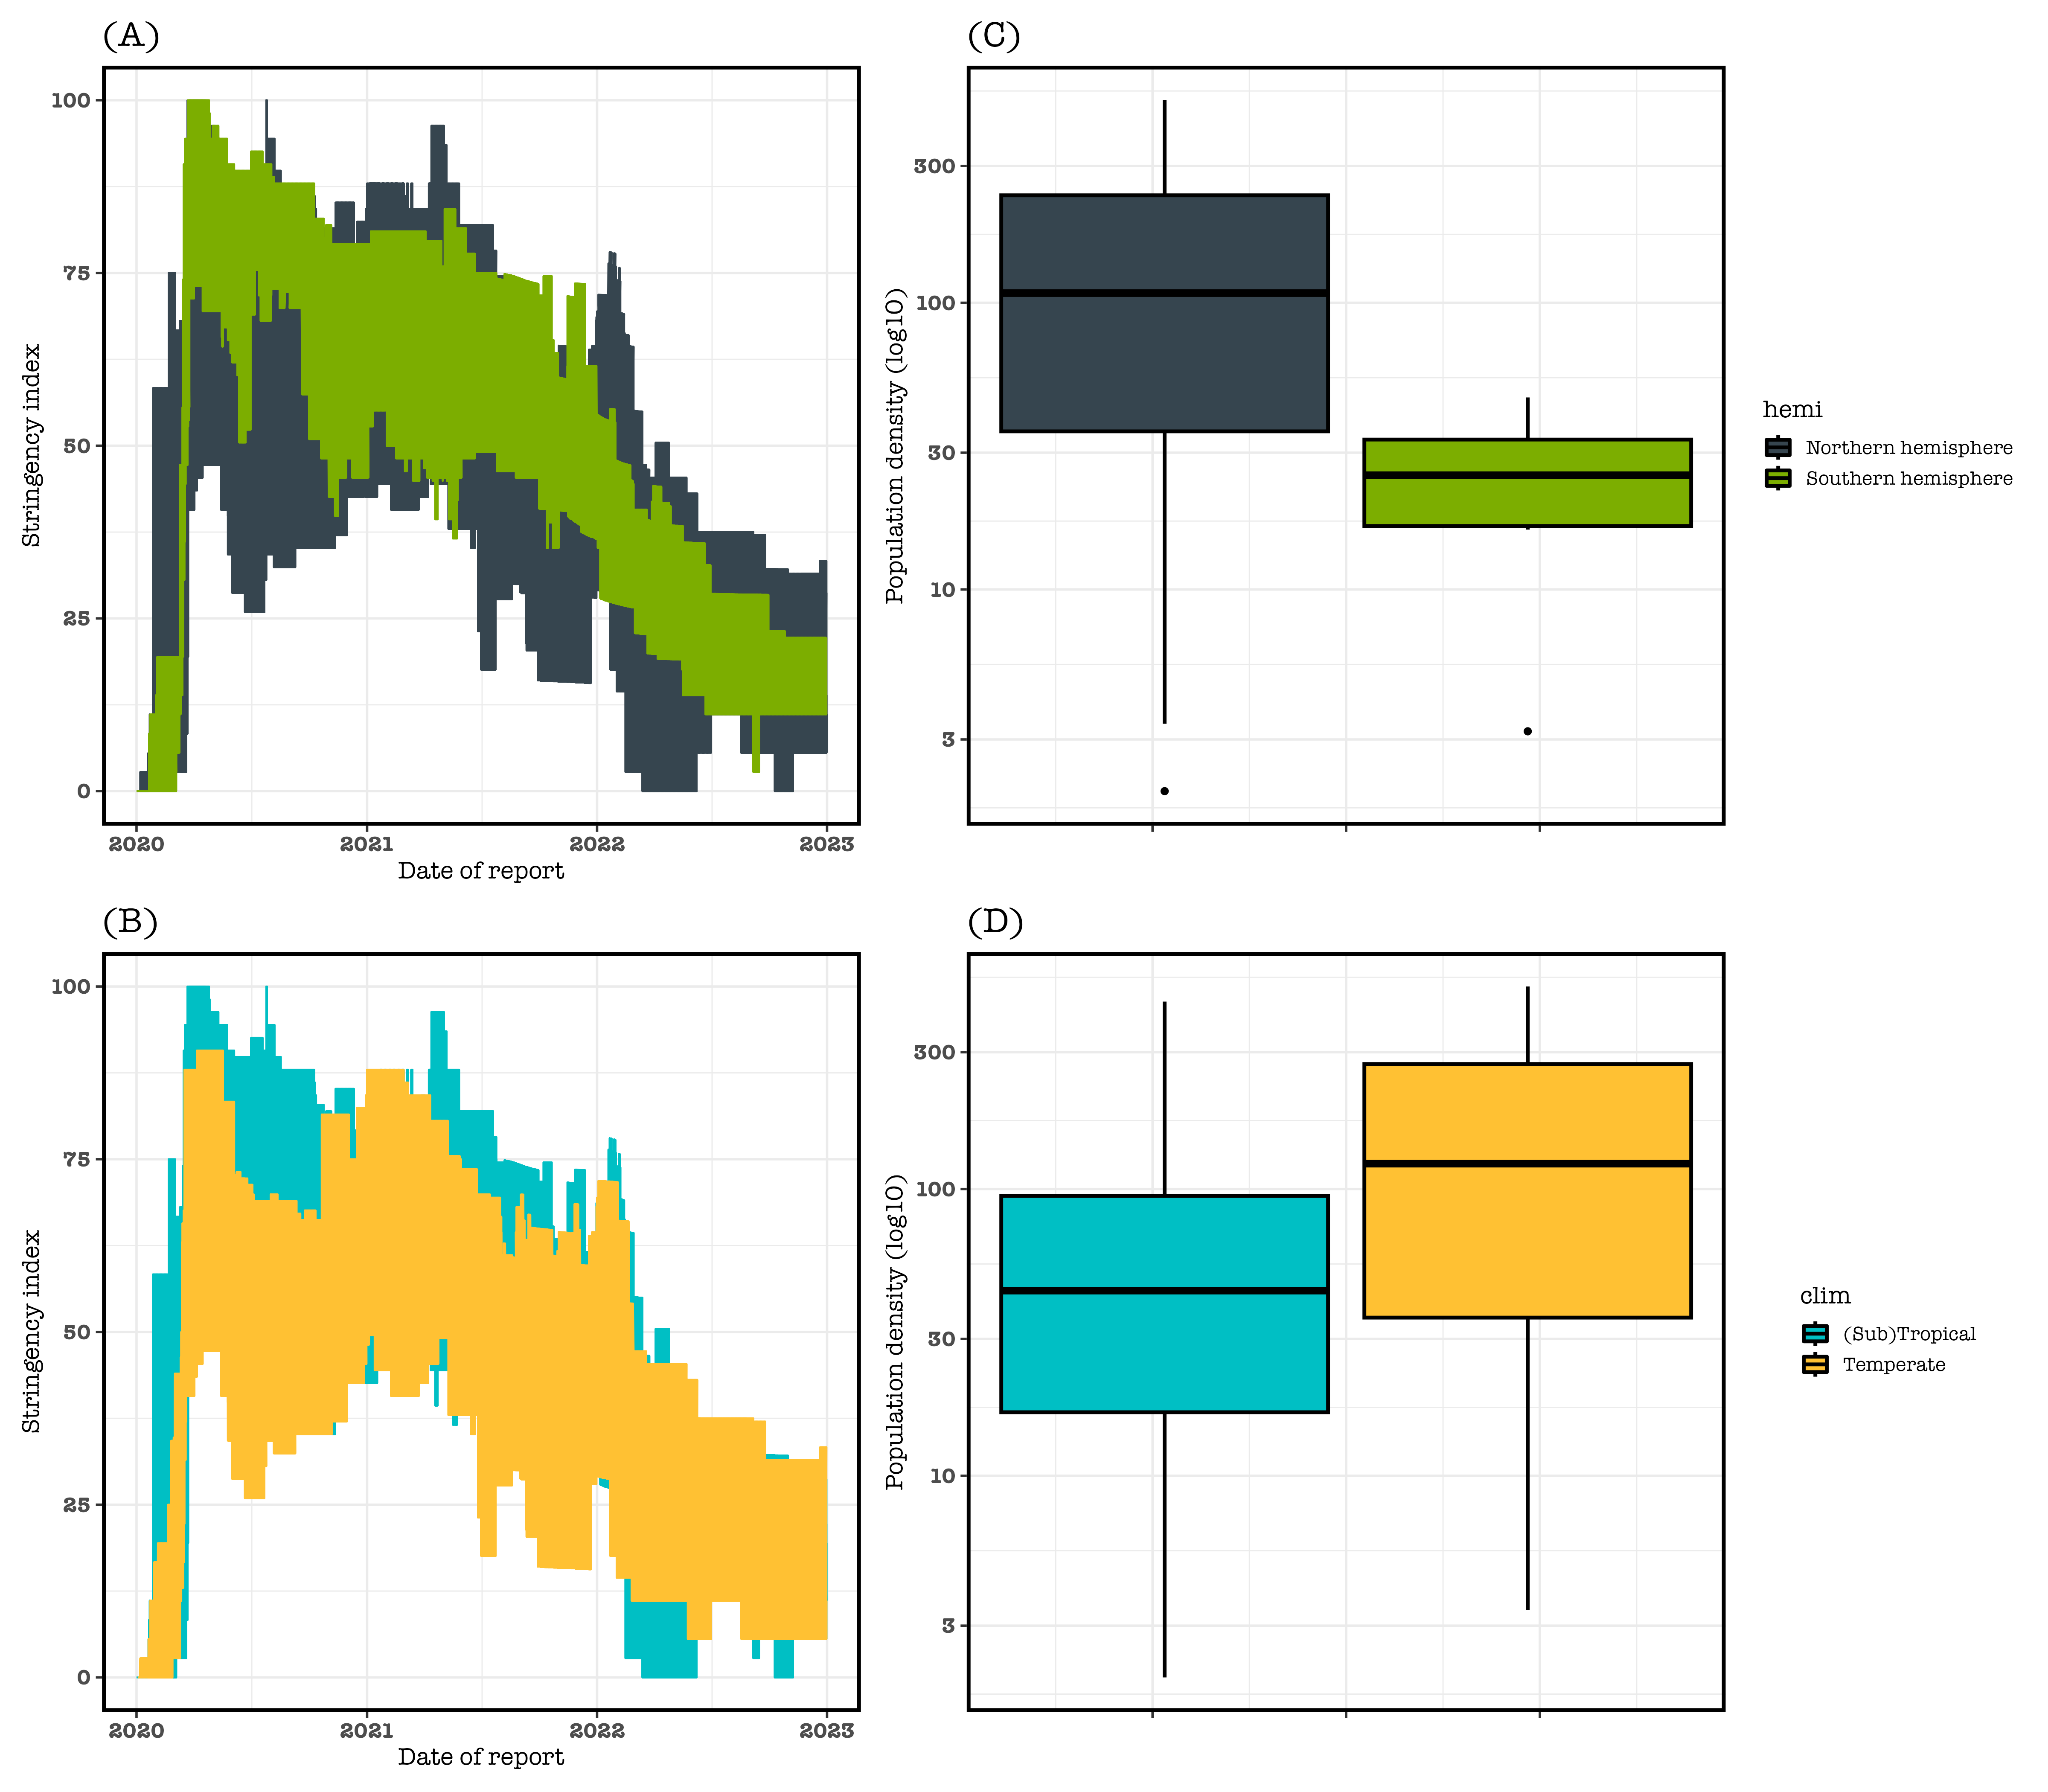 (A)
Stringency index
100
75
50
25
0
2020 2021 2022 2023
Date of report
(C)
Population density (log10)
300
100
30
10
3
hemi
Northern hemisphere
Southern hemisphere
(B)
Stringency index
100
75
50
25
0
2020 2021 2022 2023
Date of report
(D)
Population density (log10)
300
100
30
10
3
clim
(Sub)Tropical
Temperate